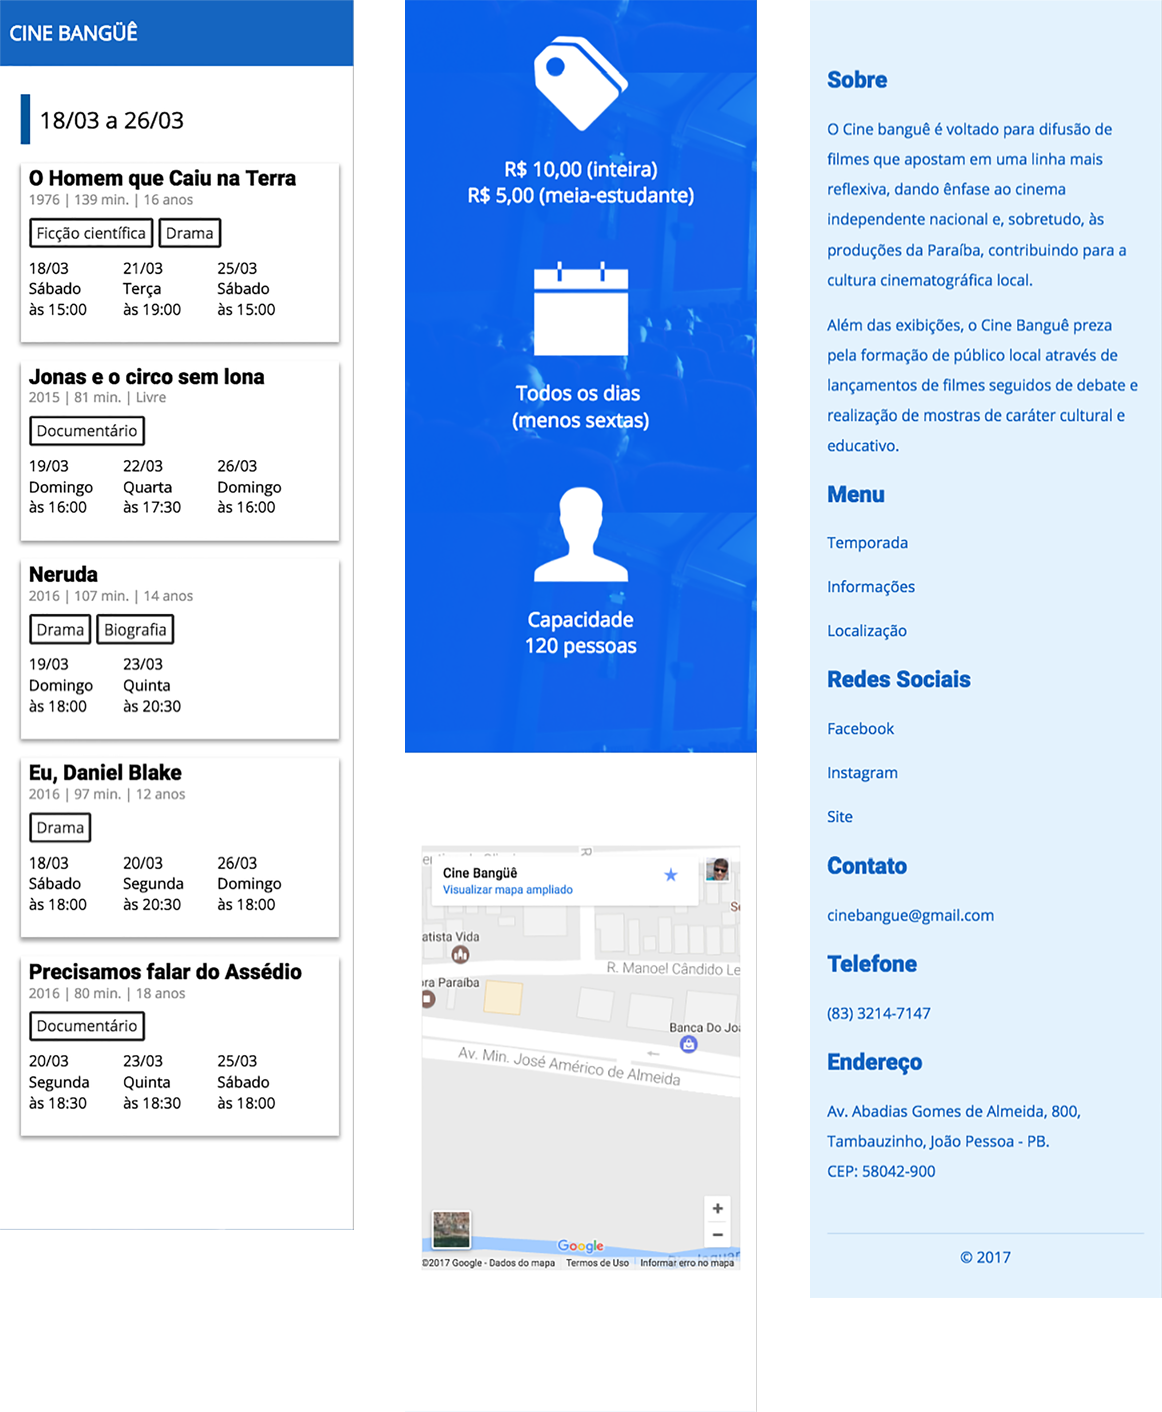 CINE BANGÜÊ
18/03 a 26/03
O Homem que Caiu na Terra
1976 | 139 min. | 16 anos
Ficção científica Drama
18/03 21/03 25/03
Sábado Terça Sábado
às 15:00 às 19:00 às 15:00
Jonas e o circo sem lona
2015 | 81 min. | Livre
Documentário
19/03 22/03 26/03
Domingo Quarta Domingo
às 16:00 às 17:30 às 16:00
Neruda
2016 | 107 min. | 14 anos
Drama Biografia
19/03 23/03
Domingo Quinta
às 18:00 às 20:30
Eu, Daniel Blake
2016 | 97 min. | 12 anos
Drama
18/03 20/03 26/03
Sábado Segunda Domingo
às 18:00 às 20:30 às 18:00
Precisamos falar do Assédio
2016 | 80 min. | 18 anos
Documentário
20/03 23/03 25/03
Segunda Quinta Sábado
às 18:30 às 18:30 às 18:00
R$ 10,00 (inteira)
R$ 5,00 (meia-estudante)
Todos os dias
(menos sextas)
Capacidade
120 pessoas
Cine Bangüê
Visualizar mapa ampliado
atista Vida
R. Manoel Cândido Le
ora Paraíba
Banca Do Joã
Av. Min. José Américo de Almeida
Google
©2017 Google - Dados do mapa Termos de Uso Informar erro no mapa
Sobre
O Cine banguê é voltado para difusão de
filmes que apostam em uma linha mais
reflexiva, dando ênfase ao cinema
independente nacional e, sobretudo, às
produções da Paraíba, contribuindo para a
cultura cinematográfica local.
Além das exibições, o Cine Banguê preza
pela formação de público local através de
lançamentos de filmes seguidos de debate e
realização de mostras de caráter cultural e
educativo.
Menu
Temporada
Informações
Localização
Redes Sociais
Facebook
Instagram
Site
Contato
cinebangue@gmail.com
Telefone
(83) 3214-7147
Endereço
Av. Abadias Gomes de Almeida, 800,
Tambauzinho, João Pessoa - PB.
CEP: 58042-900
© 2017